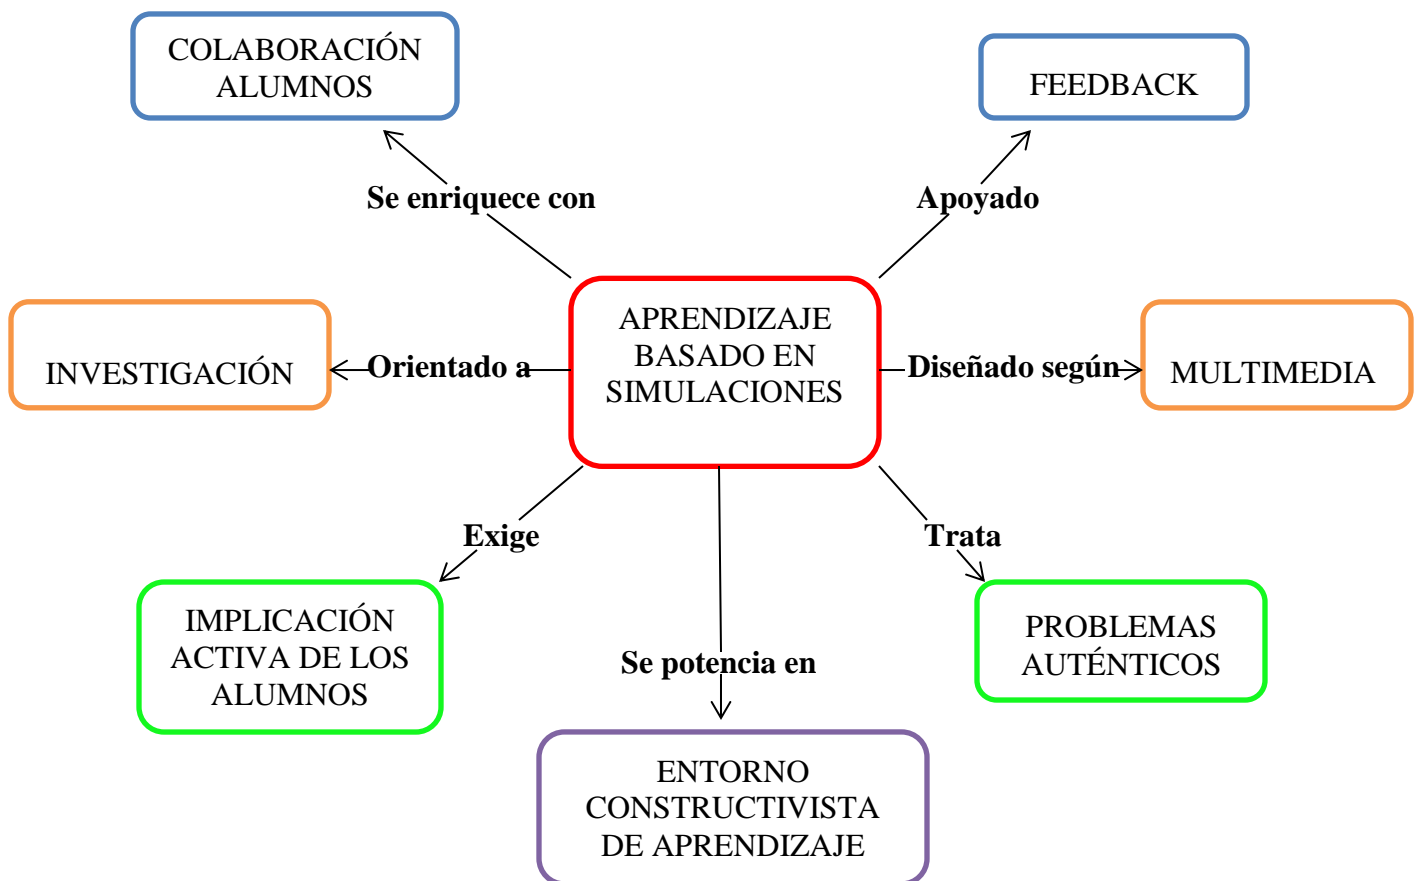 COLABORACIÓN
ALUMNOS
FEEDBACK
Se enriquece con
Apoyado
APRENDIZAJE
BASADO EN
SIMULACIONES
INVESTIGACIÓN
Orientado a
Diseñado según
MULTIMEDIA
Exige
Trata
IMPLICACIÓN
ACTIVA DE LOS
ALUMNOS
PROBLEMAS
AUTÉNTICOS
Se potencia en
ENTORNO
CONSTRUCTIVISTA
DE APRENDIZAJE